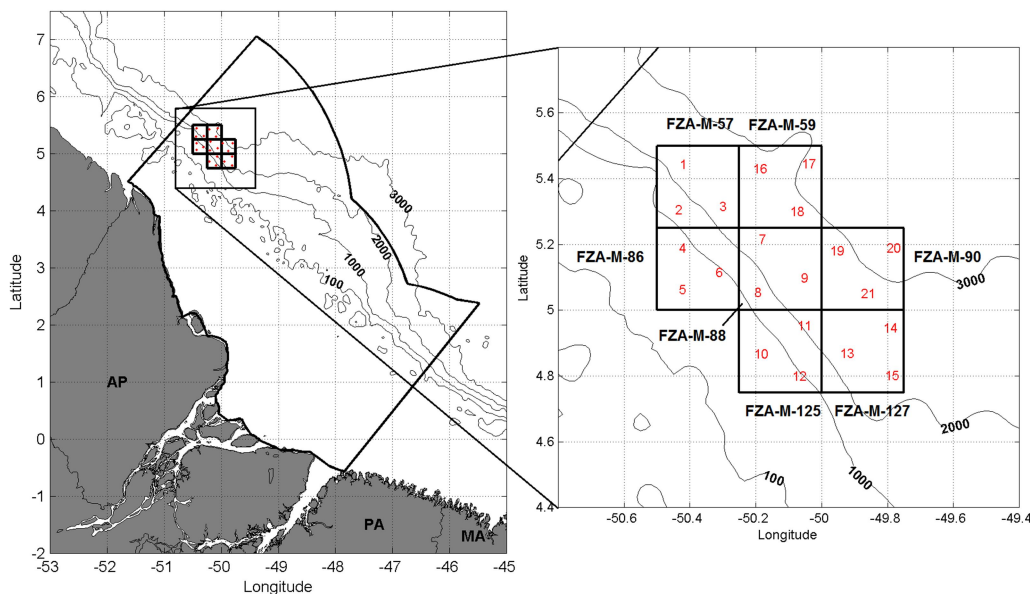 7
6
5
4
3
2
1
0
-1
-2
Latitude
-53 -52 -51 -50 -49 -48 -47 -46 -45
Longitude
AP
PA
MA
100
1000
2000
3000
5.6
5.4
5.2
5
4.8
4.6
4.4
Latitude
-50.6 -50.4 -50.2 -50 -49.8 -49.6 -49.4
Longitude
FZA-M-57 FZA-M-59
1 16 17
2 3 18
FZA-M-86 4 7 19 20 FZA-M-90
6 9
5 8 21
3000
FZA-M-88 11 14
10 13
12 15
FZA-M-125 FZA-M-127
2000
100 1000